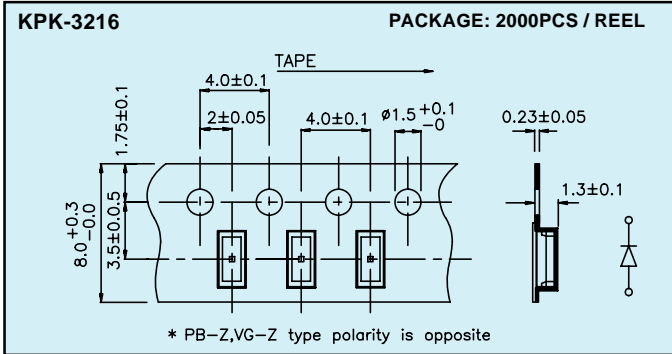 KPK-3216
PACKAGE: 2000PCS / REEL
TAPE
4.0±0.1
2±0.05
4.0±0.1
ø1.5 +0.1
-0
0.23±0.05
1.75±0.1
1.3±0.1
8.0 +0.3
-0.0
3.5±0.0.5
* PB-Z,VG-Z type polarity is opposite